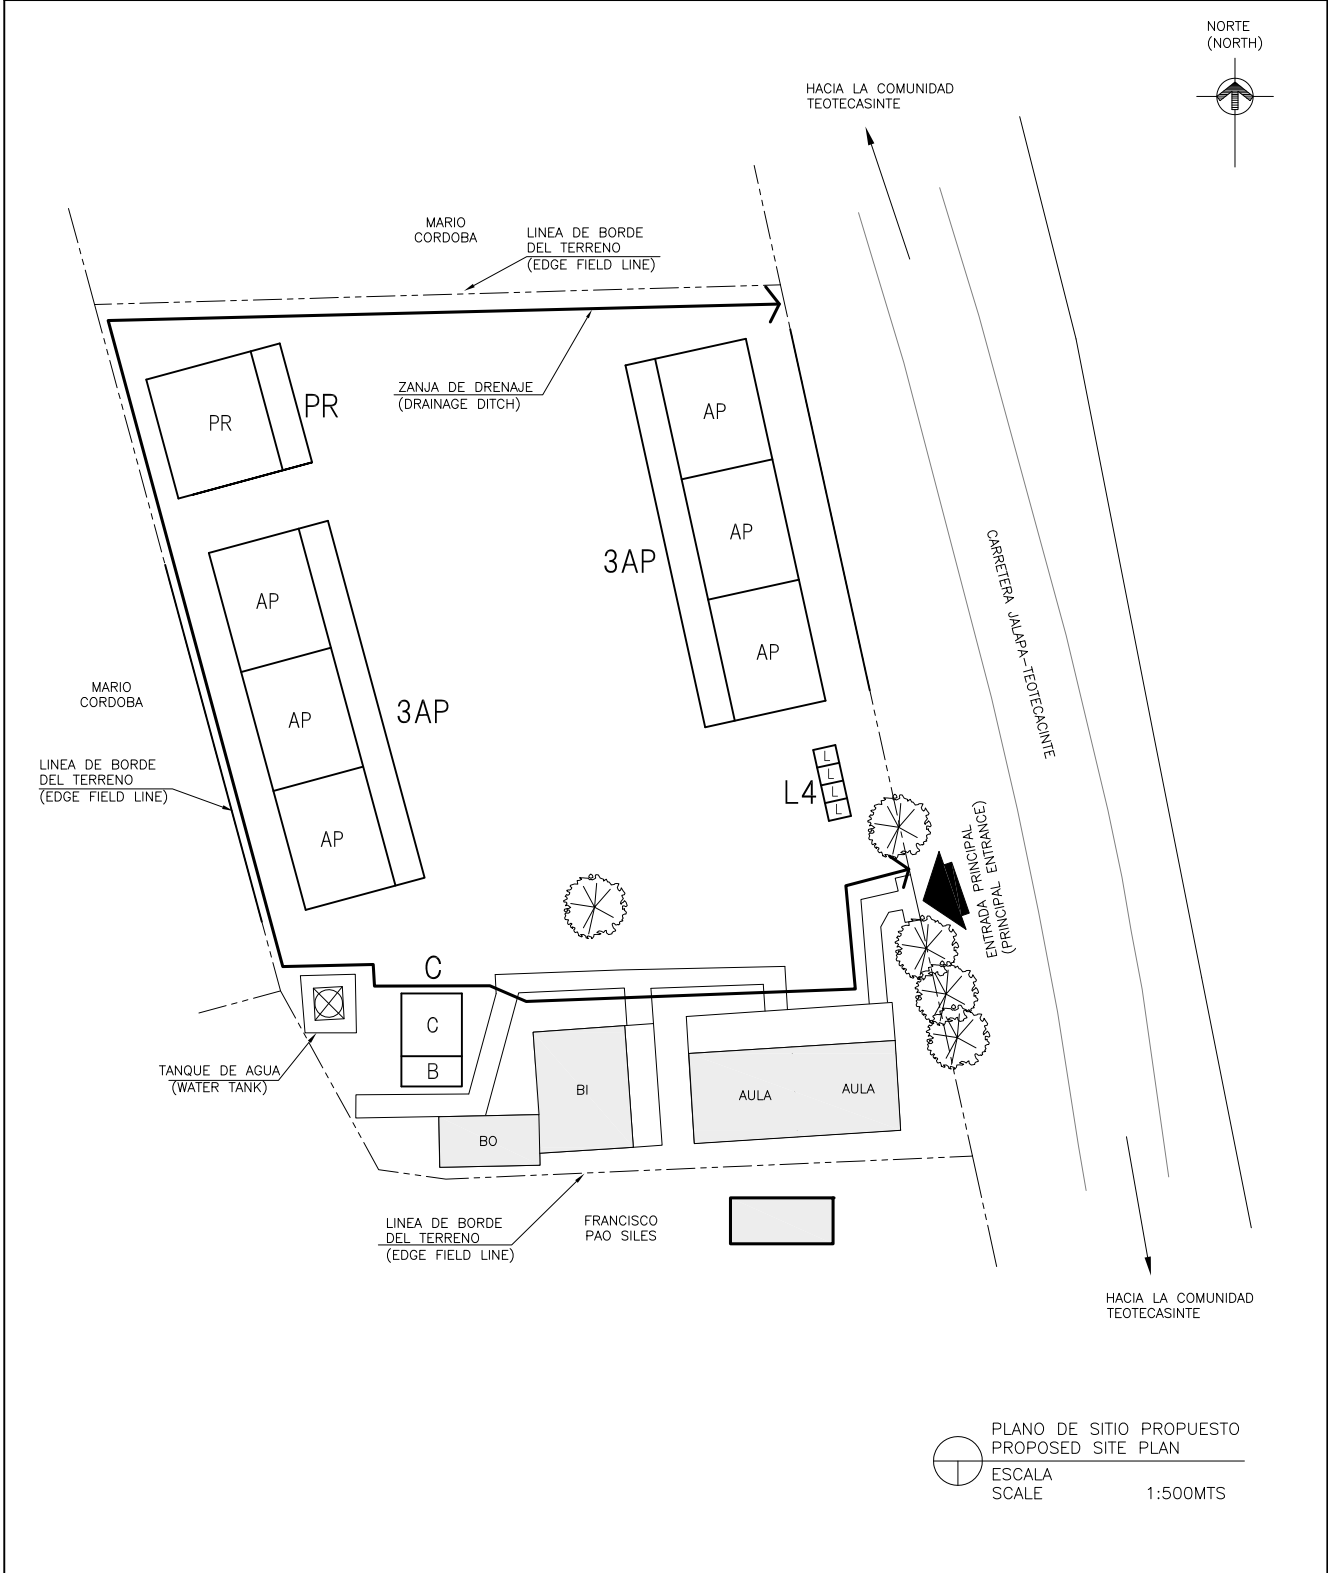 NORTE
(NORTH)
HACIA LA COMUNIDAD
TEOTECASINTE
MARIO
CORDOBA
LINEA DE BORDE
DEL TERRENO
(EDGE FIELD LINE)
ZANJA DE DRENAJE
(DRAINAGE DITCH)
PR
PR
AP
AP
AP
3AP
AP
AP
AP
3AP
CARRETERA JALAPA-TEOTECACINTE
MARIO
CORDOBA
LINEA DE BORDE
DEL TERRENO
(EDGE FIELD LINE)
L4
L
L
L
L
ENTRADA PRINCIPAL
(PRINCIPAL ENTRANCE)
C
C
B
TANQUE DE AGUA
(WATER TANK)
BO
BI
AULA
AULA
LINEA DE BORDE
DEL TERRENO
(EDGE FIELD LINE)
FRANCISCO
PAO SILES
HACIA LA COMUNIDAD
TEOTECASINTE
PLANO DE SITIO PROPUESTO
PROPOSED SITE PLAN
ESCALA
SCALE 1:500MTS